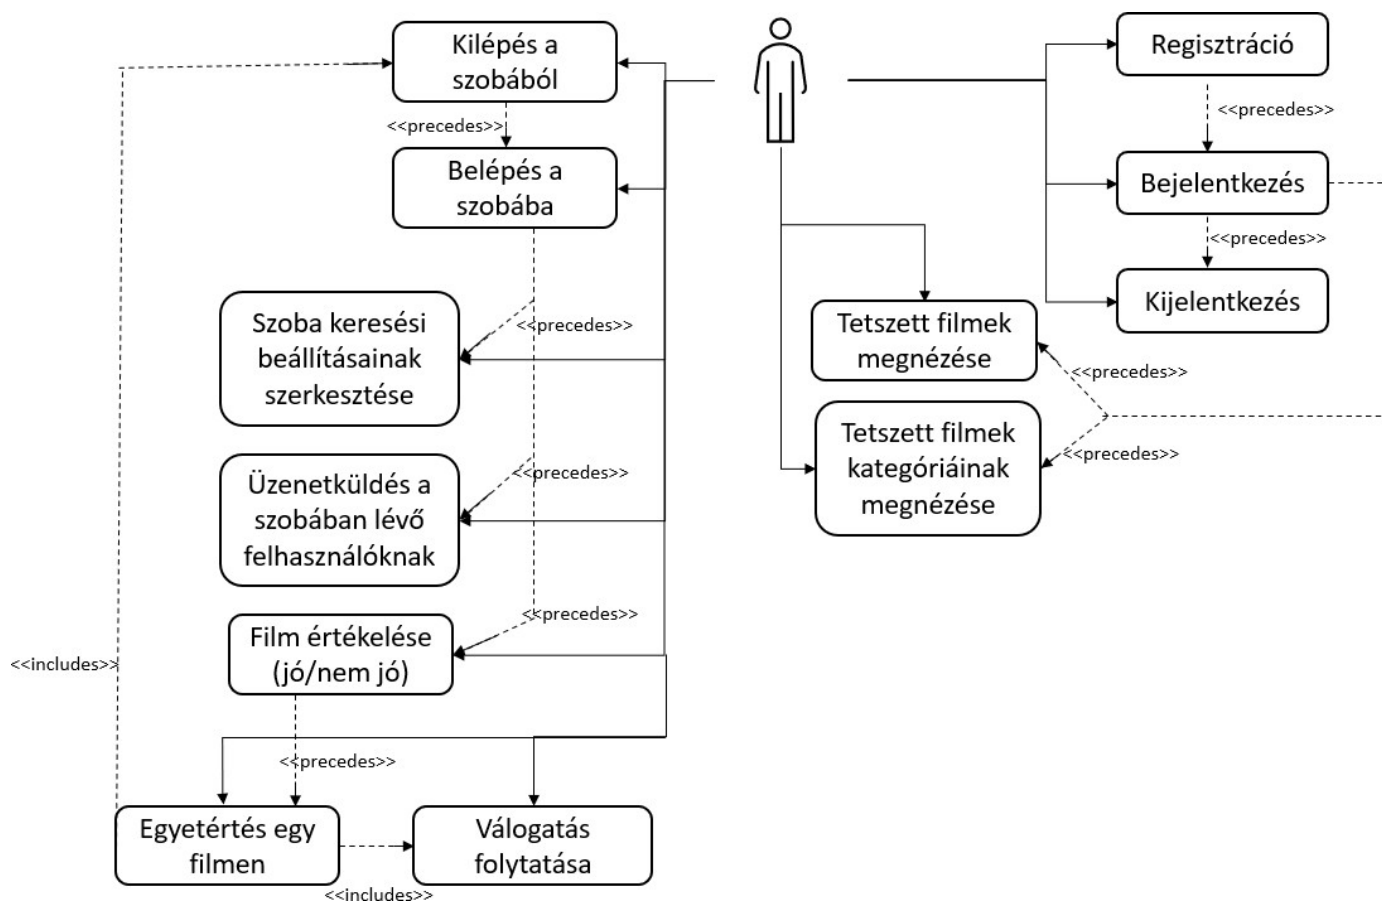 Kilépés a
szobából
<<precedes>>
Belépés a
szobába
Szoba keresési
beállításainak
szerkesztése
<<precedes>>
Üzenetküldés a
szobában lévő
felhasználóknak
<<precedes>>
Film értékelése
(jó/nem jó)
<<precedes>>
<<includes>>
<<precedes>>
Egyetértés egy
filmen
<<includes>>
Válogatás
folytatása
Regisztráció
<<precedes>>
Bejelentkezés
<<precedes>>
Kijelentkezés
Tetszett filmek
megnézése
<<precedes>>
Tetszett filmek
kategóriáinak
megnézése
<<precedes>>